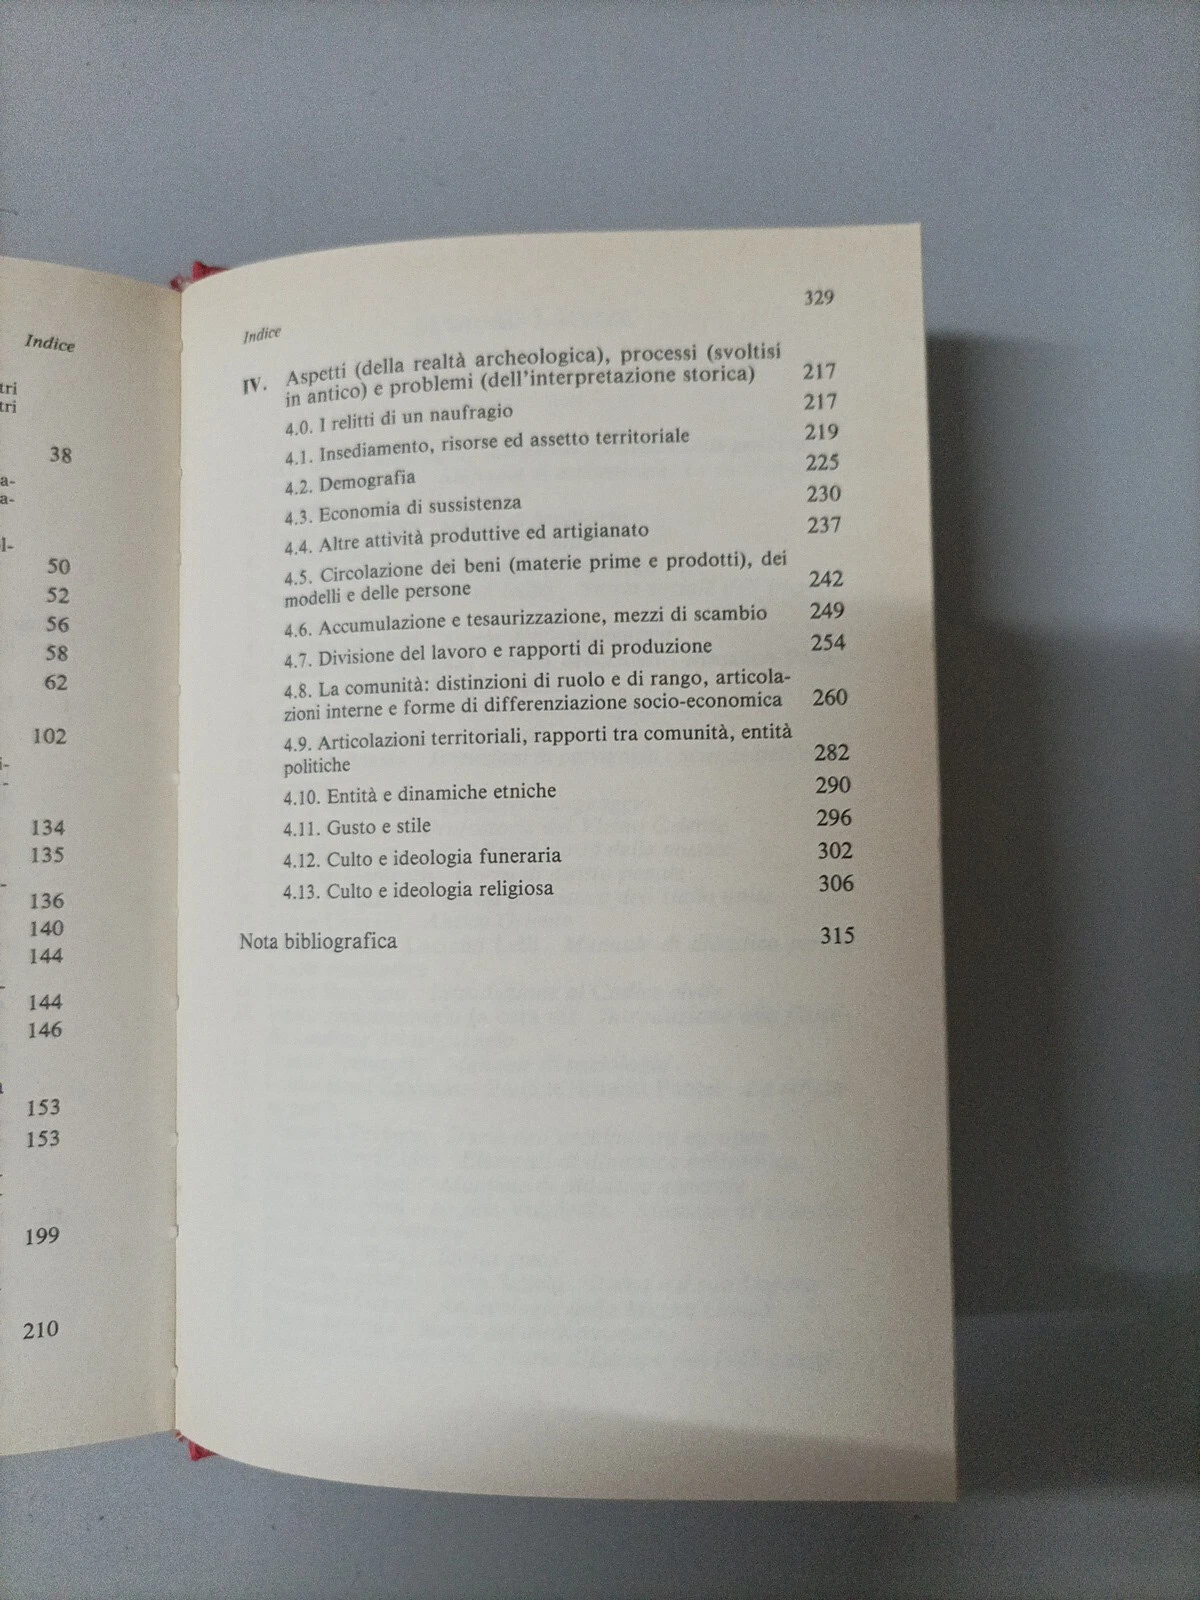 Indice
tri
tri
38
a-
a-
l-
50
52
56
58
62
102
i-
-
134
135
-
136
140
144
-
144
146
153
153
199
210
329
Indice
IV. Aspetti (della realtà archeologica), processi (svoltisi
in antico) e problemi (dell'interpretazione storica) 217
4.0. I relitti di un naufragio 217
4.1. Insediamento, risorse ed assetto territoriale 219
4.2. Demografia 225
4.3. Economia di sussistenza 230
4.4. Altre attività produttive ed artigianato 237
4.5. Circolazione dei beni (materie prime e prodotti), dei
modelli e delle persone 242
4.6. Accumulazione e tesaurizzazione, mezzi di scambio 249
4.7. Divisione del lavoro e rapporti di produzione 254
4.8. La comunità: distinzioni di ruolo e di rango, articola-
zioni interne e forme di differenziazione socio-economica 260
4.9. Articolazioni territoriali, rapporti tra comunità, entità
politiche 282
4.10. Entità e dinamiche etniche 290
4.11. Gusto e stile 296
4.12. Culto e ideologia funeraria 302
4.13. Culto e ideologia religiosa 306
Nota bibliografica 315